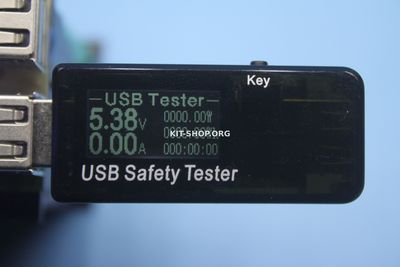 Key
USB Tester
5.38V 0000.00W
0.00A 000:00:00
KIT-SHOP.ORG
USB Safety Tester